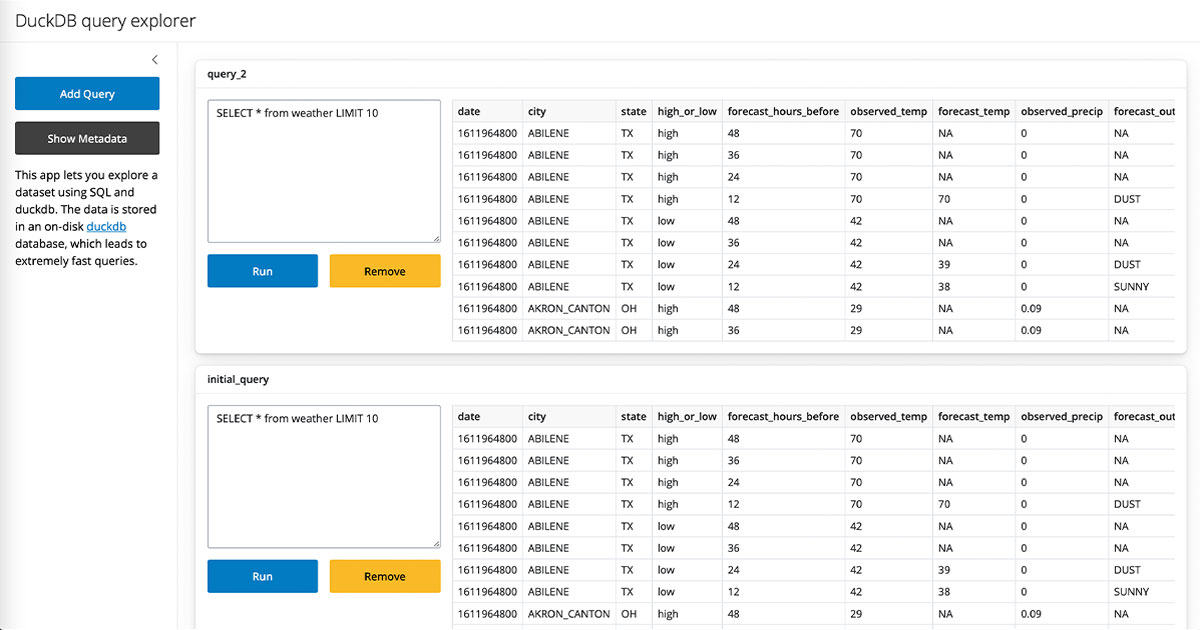 DuckDB query explorer
Add Query
Show Metadata
This app lets you explore a
dataset using SQL and
duckdb. The data is stored
in an on-disk duckdb
database, which leads to
extremely fast queries.
query_2
SELECT * from weather LIMIT 10
Run Remove
date city state high_or_low forecast_hours_before observed_temp forecast_temp observed_precip forecast_out
1611964800 ABILENE TX high 48 70 NA 0 NA
1611964800 ABILENE TX high 36 70 NA 0 NA
1611964800 ABILENE TX high 24 70 NA 0 NA
1611964800 ABILENE TX high 12 70 70 0 DUST
1611964800 ABILENE TX low 48 42 NA 0 NA
1611964800 ABILENE TX low 36 42 NA 0 NA
1611964800 ABILENE TX low 24 42 39 0 DUST
1611964800 ABILENE TX low 12 42 38 0 SUNNY
1611964800 AKRON_CANTON OH high 48 29 NA 0.09 NA
1611964800 AKRON_CANTON OH high 36 29 NA 0.09 NA
initial_query
SELECT * from weather LIMIT 10
Run Remove
date city state high_or_low forecast_hours_before observed_temp forecast_temp observed_precip forecast_out
1611964800 ABILENE TX high 48 70 NA 0 NA
1611964800 ABILENE TX high 36 70 NA 0 NA
1611964800 ABILENE TX high 24 70 NA 0 NA
1611964800 ABILENE TX high 12 70 70 0 DUST
1611964800 ABILENE TX low 48 42 NA 0 NA
1611964800 ABILENE TX low 36 42 NA 0 NA
1611964800 ABILENE TX low 24 42 39 0 DUST
1611964800 ABILENE TX low 12 42 38 0 SUNNY
1611964800 AKRON_CANTON OH high 48 29 NA 0.09 NA